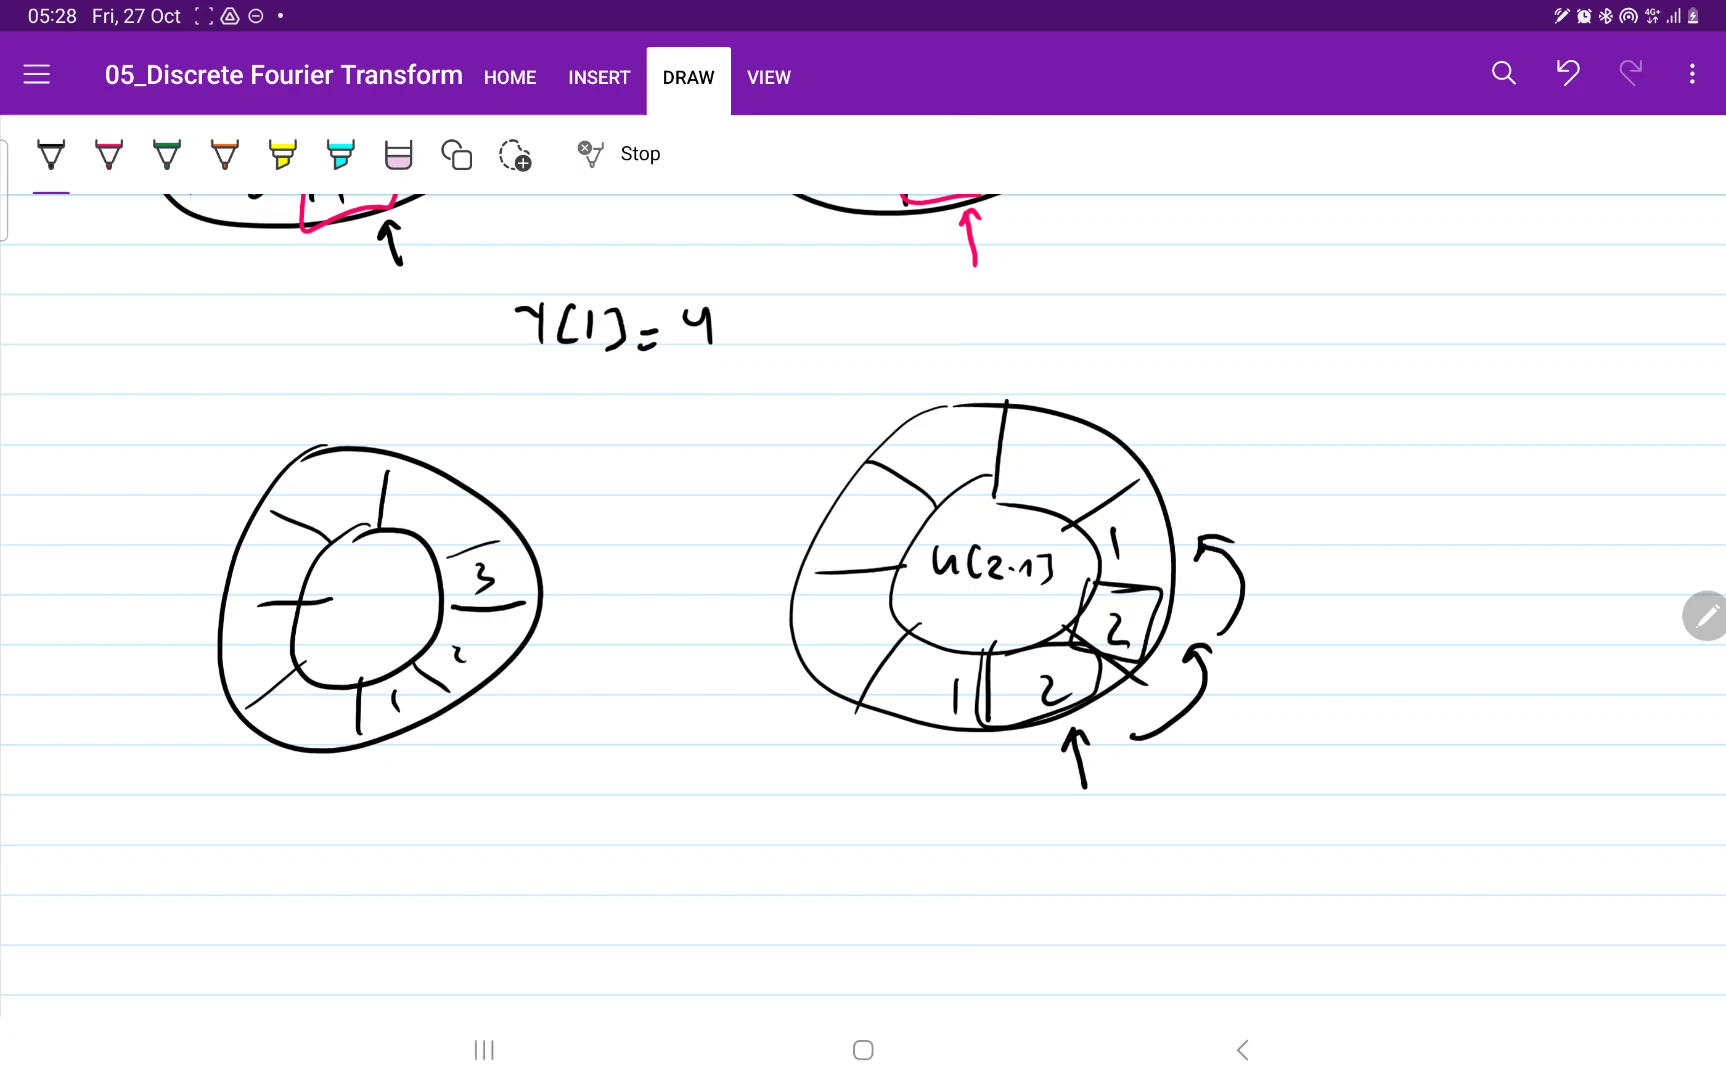 05:28 Fri, 27 Oct 4G+
05_Discrete Fourier Transform HOME INSERT DRAW VIEW
Stop
Y[1] = 4
3
2
1
h[2-1]
1
2
1 2